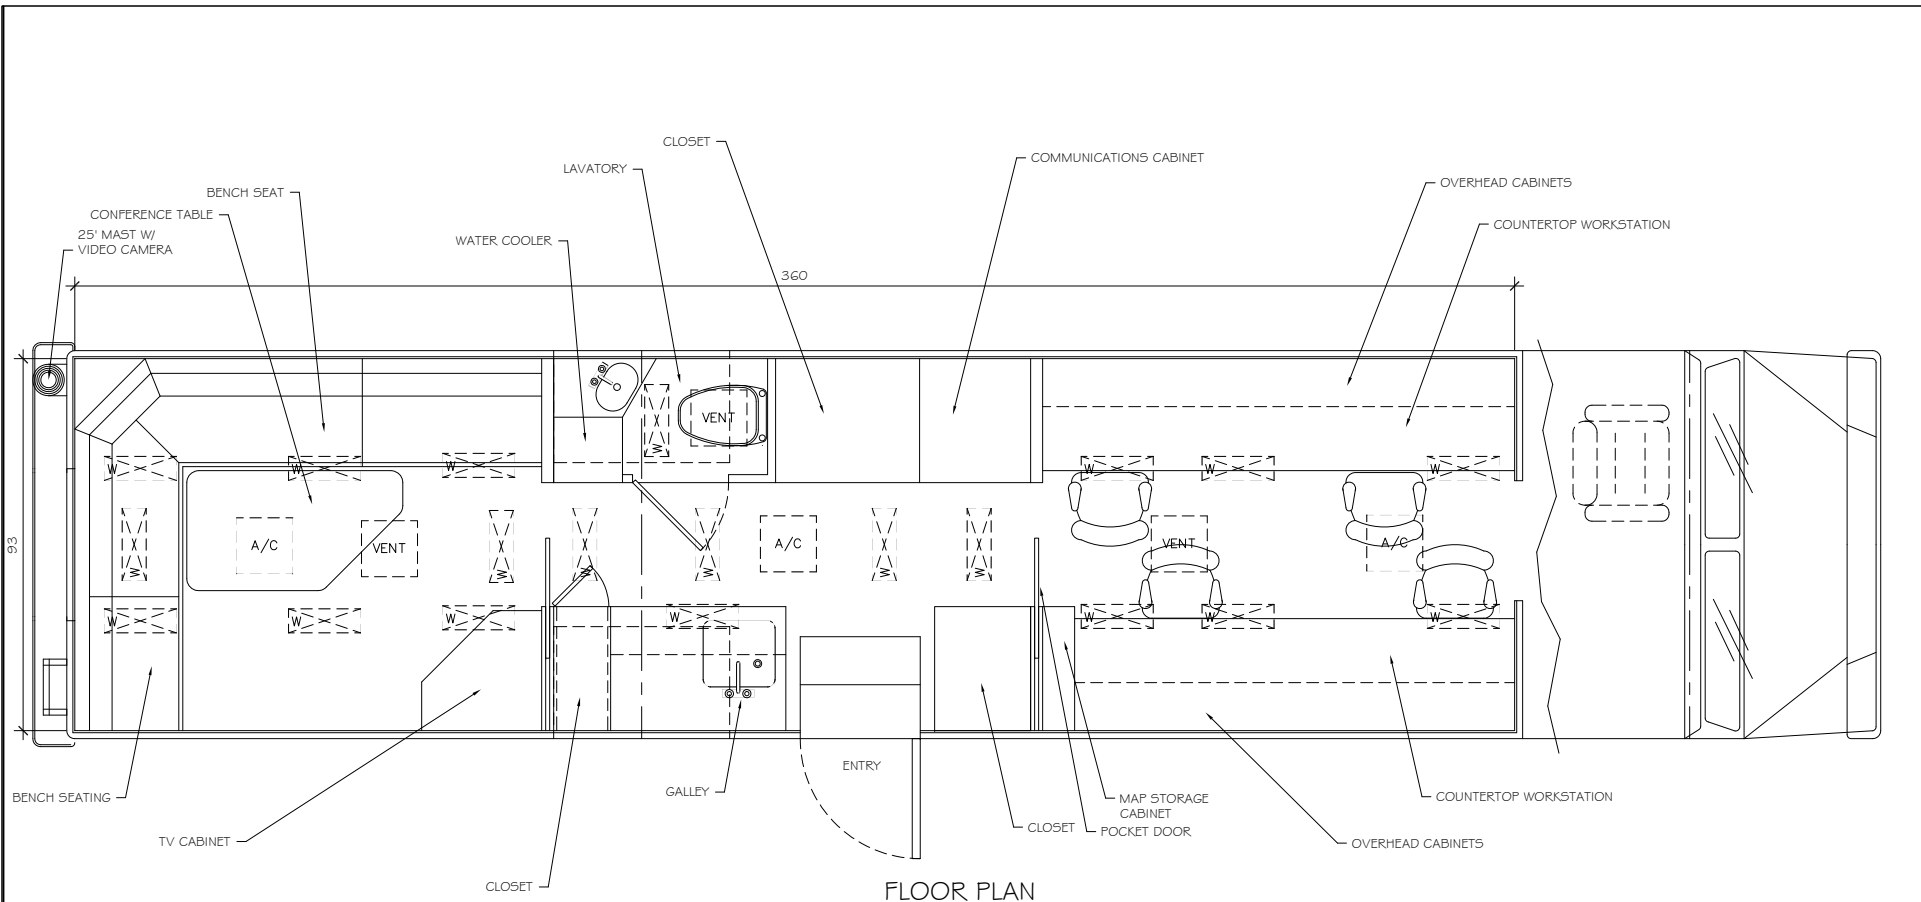 CLOSET
COMMUNICATIONS CABINET
LAVATORY
OVERHEAD CABINETS
BENCH SEAT
CONFERENCE TABLE
COUNTERTOP WORKSTATION
25' MAST W/
VIDEO CAMERA
WATER COOLER
360
VENT
W
W
W
W
W
W
W
93
A/C
VENT
A/C
VENT
A/C
W
W
W
W
W
W
W
W
W
W
W
W
W
W
ENTRY
GALLEY
BENCH SEATING
MAP STORAGE
CABINET
COUNTERTOP WORKSTATION
CLOSET
POCKET DOOR
TV CABINET
OVERHEAD CABINETS
CLOSET
FLOOR PLAN